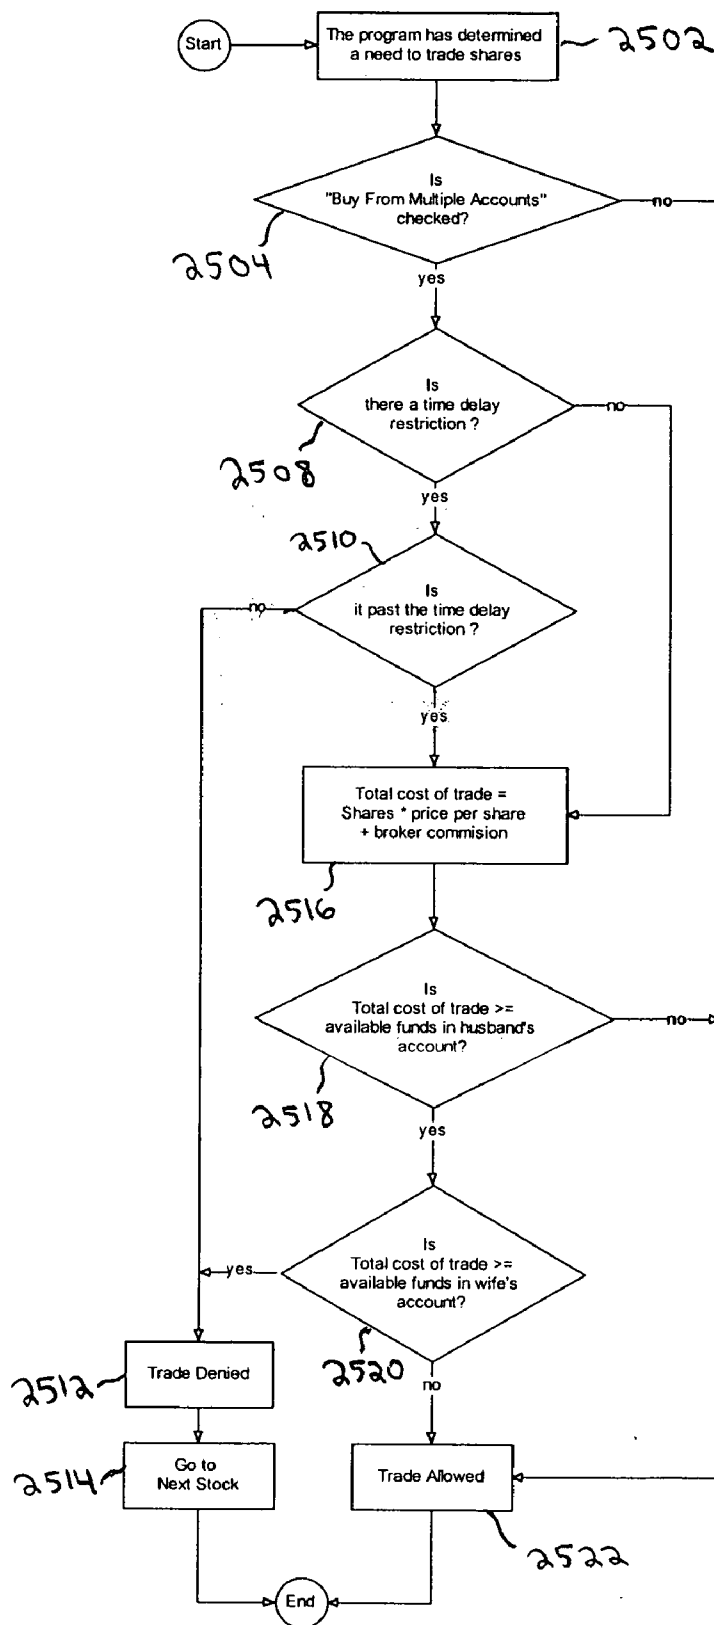 Start
The program has determined
a need to trade shares
2502
Is
"Buy From Multiple Accounts"
checked?
no
2504
yes
Is
there a time delay
restriction ?
no
2508
yes
2510
Is
it past the time delay
restriction ?
no
yes
Total cost of trade =
Shares * price per share
+ broker commision
2516
Is
Total cost of trade >=
available funds in husband's
account?
no
2518
yes
Is
Total cost of trade >=
available funds in wife's
account?
yes
2520
no
Trade Denied
2512
Go to
Next Stock
2514
Trade Allowed
2522
End